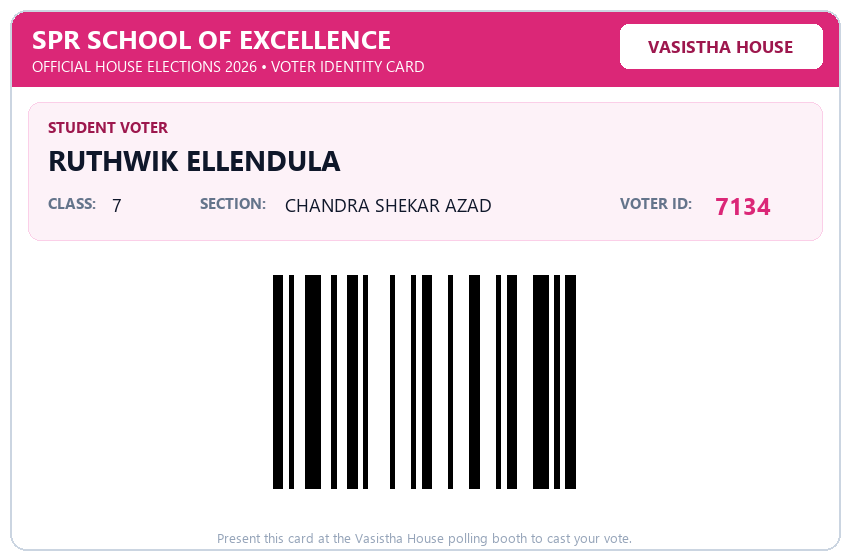 SPR SCHOOL OF EXCELLENCE
OFFICIAL HOUSE ELECTIONS 2026 • VOTER IDENTITY CARD
VASISTHA HOUSE
STUDENT VOTER
RUTHWIK ELLENDULA
CLASS: 7 SECTION: CHANDRA SHEKAR AZAD VOTER ID: 7134
Present this card at the Vasistha House polling booth to cast your vote.